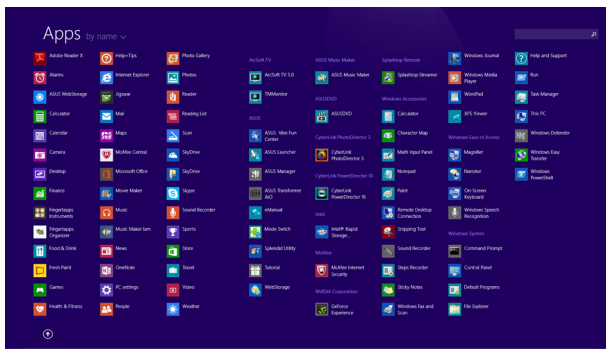 Apps by name
Adobe Reader X
Alarms
ASUS WebStorage
Calculator
Calendar
Camera
Desktop
Finance
Fingertapps
Instruments
Fingertapps
Organizer
Food & Drink
Fresh Paint
Games
Health & Fitness
Help+Tips
Internet Explorer
Jigswar
Mail
Maps
McAfee Central
Microsoft Office
Movie Maker
Music
Music Maker Jam
News
OneNote
PC settings
People
Photo Gallery
Photos
Reader
Reading List
Scan
SkyDrive
SkyDrive
Skype
Sound Recorder
Sports
Store
Travel
Video
Weather
ArcSoft TV
ArcSoft TV 5.0
TMMonitor
ASUS
ASUS Vibe Fun
Center
ASUS Launcher
ASUS Manager
ASUS Transformer
AiO
eManual
Mode Switch
Splendid Utility
Tutorial
WebStorage
ASUS Music Maker
ASUS Music Maker
ASUSDVD
ASUSDVD
CyberLink PhotoDirector 3
CyberLink
PhotoDirector 3
CyberLink PowerDirector 10
CyberLink
PowerDirector 10
Intel
Intel® Rapid
Storage...
McAfee
McAfee Internet
Security
NVIDIA Corporation
GeForce
Experience
Splashtop Remote
Splashtop Streamer
Windows Accessories
Calculator
Character Map
Math Input Panel
Notepad
Paint
Remote Desktop
Connection
Snipping Tool
Sound Recorder
Steps Recorder
Sticky Notes
Windows Fax and
Scan
Windows Journal
Windows Media
Player
WordPad
XPS Viewer
Windows Ease of Access
Magnifier
Narrator
On-Screen
Keyboard
Windows Speech
Recognition
Windows System
Command Prompt
Control Panel
Default Programs
File Explorer
Help and Support
Run
Task Manager
This PC
Windows Defender
Windows Easy
Transfer
Windows
PowerShell